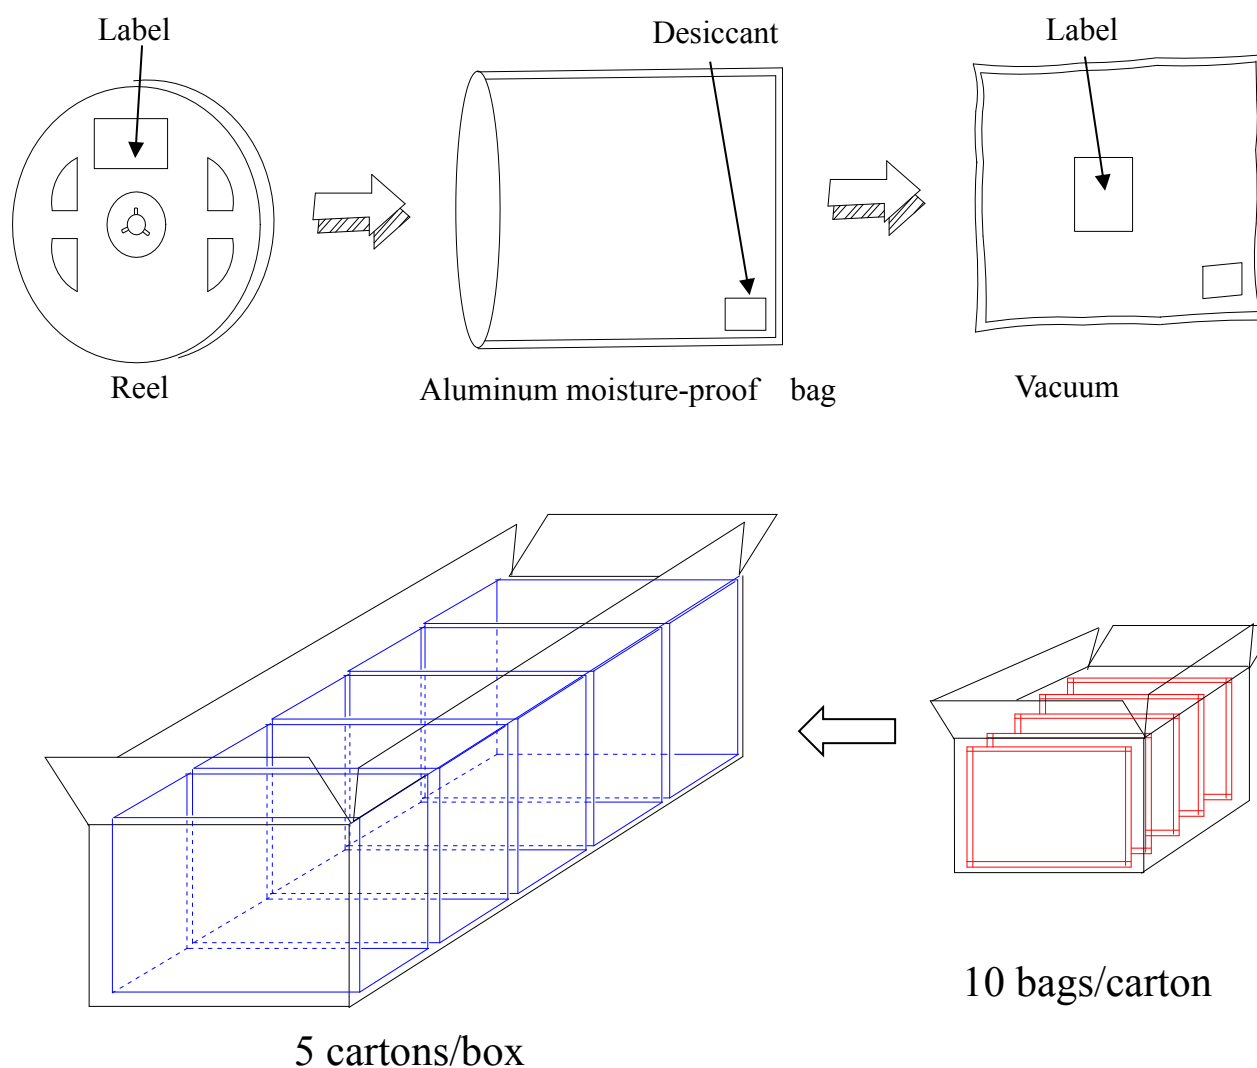 Label
Desiccant
Label
Reel
Aluminum moisture-proof bag
Vacuum
10 bags/carton
5 cartons/box